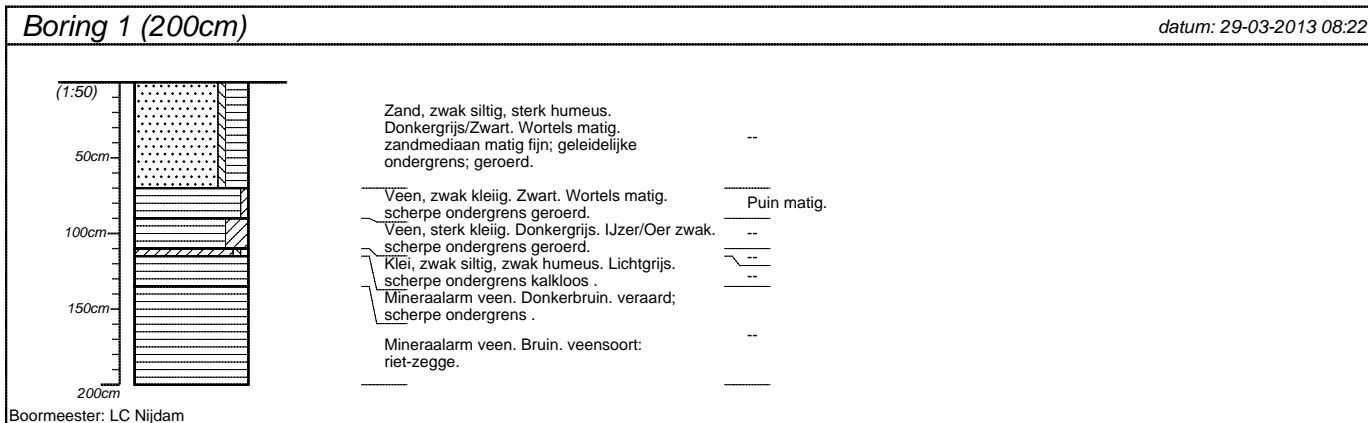 Boring 1 (200cm)
datum: 29-03-2013 08:22
(1:50)
50cm
100cm
150cm
200cm
Zand, zwak siltig, sterk humeus.
Donkergrijs/Zwart. Wortels matig.
zandmediaan matig fijn; geleidelijke
ondergrens; geroerd.
--
Veen, zwak kleiig. Zwart. Wortels matig.
scherpe ondergrens geroerd.
Puin matig.
Veen, sterk kleiig. Donkergrijs. IJzer/Oer zwak.
scherpe ondergrens geroerd.
--
Klei, zwak siltig, zwak humeus. Lichtgrijs.
scherpe ondergrens kalkloos .
--
Mineraalarm veen. Donkerbruin. veraard;
scherpe ondergrens .
--
Mineraalarm veen. Bruin. veensoort:
riet-zegge.
--
Boormeester: LC Nijdam